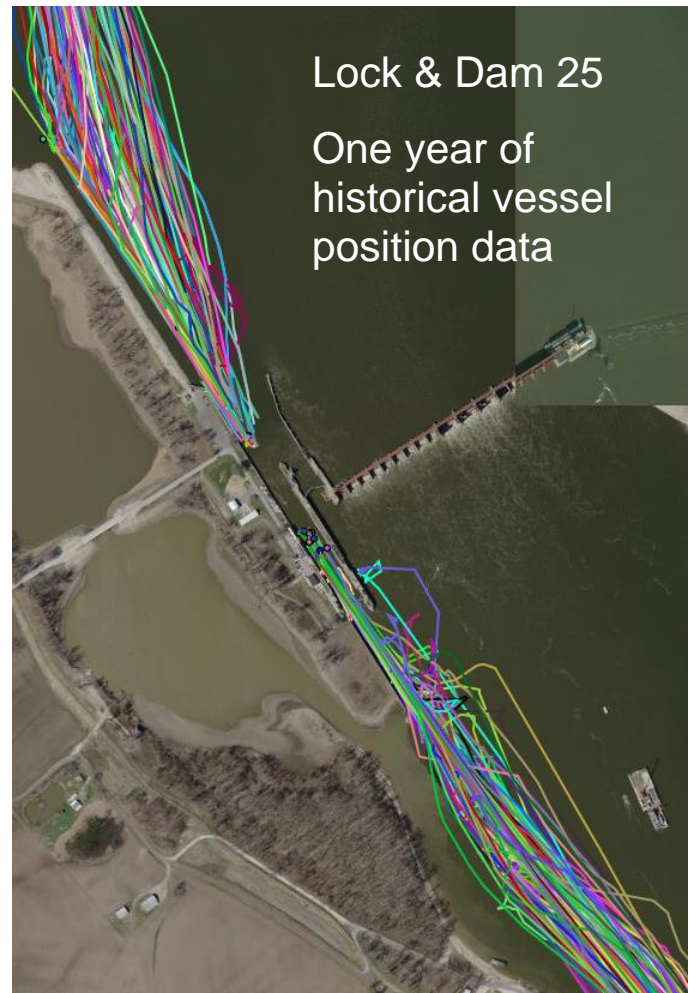 Lock & Dam 25
One year of
historical vessel
position data